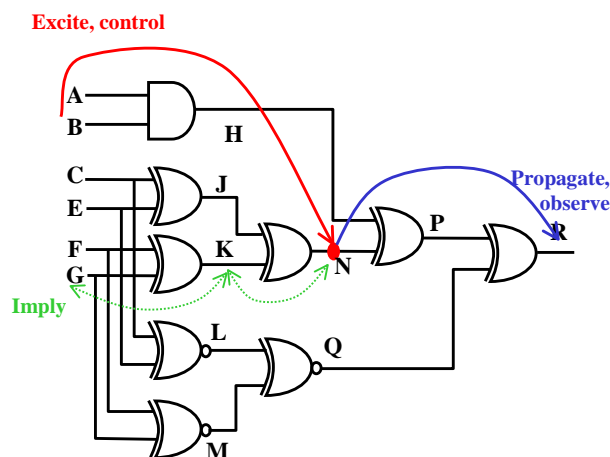 Excite, control
A
B
H
C
J
Propagate,
E
observe
P
R
F
K
N
G
Imply
L
Q
M